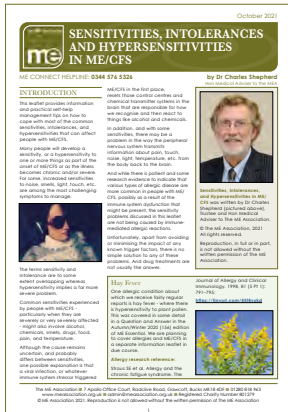 October 2021
me
SENSITIVITIES, INTOLERANCES
AND HYPERSENSITIVITIES
IN ME/CFS
ME CONNECT HELPLINE: 0344 576 5326
by Dr Charles Shepherd
Hon Medical Adviser to the MEA
INTRODUCTION
This leaflet provides information
and practical self-help
management tips on how to
cope with most of the common
sensitivities, intolerances, and
hypersensitivities that can affect
people with ME/CFS.
Many people will develop a
sensitivity, or a hypersensitivity to
one or more things as part of the
onset of ME/CFS or as the illness
becomes chronic and/or severe.
For some, increased sensitivities
to noise, smells, light, touch, etc.
are among the most challenging
symptoms to manage.
The terms sensitivity and
intolerance are to some
extent overlapping whereas
hypersensitivity implies a far more
severe problem.
Common sensitivities experienced
by people with ME/CFS -
particularly when they are
severely or very severely affected
- might also involve alcohol,
chemicals, smells, drugs, food,
pain, and temperature.
Although the cause remains
uncertain, and probably
differs between sensitivities,
one possible explanation is that
a viral infection, or whatever
immune system stressor triggered
ME/CFS in the first place,
resets those control centres and
chemical transmitter systems in the
brain that are responsible for how
we recognise and then react to
things like alcohol and chemicals.
In addition, and with some
sensitivities, there may be a
problem in the way the peripheral
nervous system transmits
information about pain, touch,
noise, light, temperature, etc. from
the body back to the brain.
And while there is patient and some
research evidence to indicate that
various types of allergic disease are
more common in people with ME/
CFS, possibly as a result of the
immune system dysfunction that
might be present, the sensitivity
problems discussed in this leaflet
are not being caused by immune-
mediated allergic reactions.
Unfortunately, apart from avoiding
or minimising the impact of any
known trigger factors, there is no
simple solution to any of these
problems. And drug treatments are
not usually the answer.
Sensitivities, Intolerances,
and Hypersensitivities in ME/
CFS was written by Dr Charles
Shepherd (pictured above),
Trustee and Hon Medical
Adviser to The ME Association.
© The ME Association, 2021
All rights reserved.
Reproduction, in full or in part,
is not allowed without the
written permission of The ME
Association.
Hay Fever
One allergic condition about
which we receive fairly regular
reports is hay fever - where there
is hypersensitivity to plant pollen.
This was covered in some detail
in a Question and Answer in the
Autumn/Winter 2020 (156) edition
of ME Essential. We are planning
to cover allergies and ME/CFS in
a separate information leaflet in
due course.
Allergy research reference:
Straus SE et al. Allergy and the
chronic fatigue syndrome. The
Journal of Allergy and Clinical
Immunology. 1998, 81 (5 Pt 1):
791–795:
The ME Association ⊕ 7 Apollo Office Court, Radclive Road, Gawcott, Bucks MK18 4DF ⊕ 01280 818 963
www.meassociation.org.uk ⊕ admin@meassociation.org.uk ⊕ Registered Charity Number 801279
©ME Association 2021. Reproduction is not allowed without the written permission of The ME Association
1